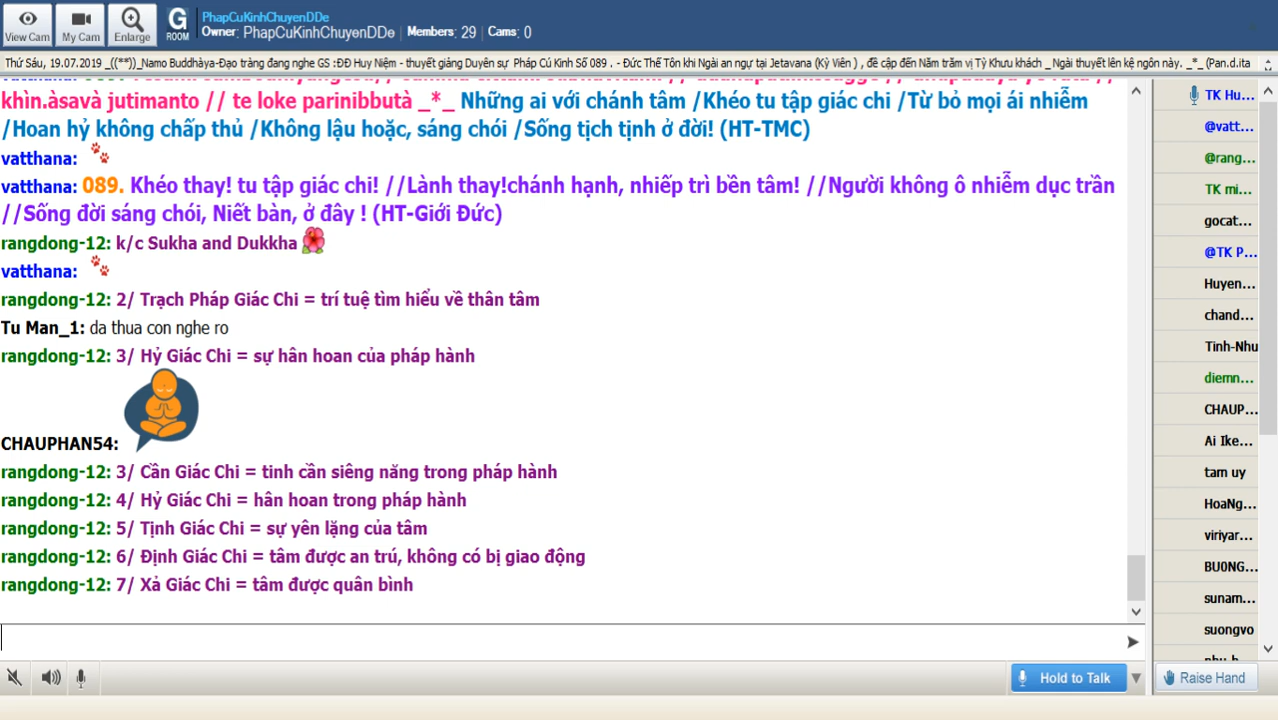 PhapCuKinhChuyenDDe
View Cam
My Cam
Enlarge
G
ROOM
Owner: PhapCuKinhChuyenDDe | Members: 29 | Cams: 0
Thứ Sáu, 19.07.2019 _((**))_Namo Buddhàya-Đạo tràng đang nghe GS :ĐĐ Huy Niệm - thuyết giảng Duyên sự Pháp Cú Kinh Số 089 . - Đức Thế Tôn khi Ngài an ngự tại Jetavana (Kỳ Viên ) , đề cập đến Năm trăm vị Tỳ Khưu khách _ Ngài thuyết lên kệ ngôn này. _*_ (Pan.d.ita
khìn.àsavà jutimanto // te loke parinibbutà _*_ Những ai với chánh tâm /Khéo tu tập giác chi /Từ bỏ mọi ái nhiễm
/Hoan hỷ không chấp thủ /Không lậu hoặc, sáng chói /Sống tịch tịnh ở đời! (HT-TMC)
vatthana:
vatthana: 089. Khéo thay! tu tập giác chi! //Lành thay!chánh hạnh, nhiếp trì bền tâm! //Người không ô nhiễm dục trần
//Sống đời sáng chói, Niết bàn, ở đây ! (HT-Giới Đức)
rangdong-12: k/c Sukha and Dukkha
vatthana:
rangdong-12: 2/ Trạch Pháp Giác Chi = trí tuệ tìm hiểu về thân tâm
Tu Man_1: da thua con nghe ro
rangdong-12: 3/ Hỷ Giác Chi = sự hân hoan của pháp hành
CHAUPHAN54:
rangdong-12: 3/ Cần Giác Chi = tinh cần siêng năng trong pháp hành
rangdong-12: 4/ Hỷ Giác Chi = hân hoan trong pháp hành
rangdong-12: 5/ Tịnh Giác Chi = sự yên lặng của tâm
rangdong-12: 6/ Định Giác Chi = tâm được an trú, không có bị giao động
rangdong-12: 7/ Xả Giác Chi = tâm được quân bình
TK Hu...
@vatt...
@rang...
TK mi...
gocat...
@TK P...
Huyen...
chand...
Tinh-Nhu
diemn...
CHAUP...
Ai Ike...
tam uy
HoaNg...
viriyar...
BU0NG...
sunam...
suongvo
Hold to Talk
Raise Hand